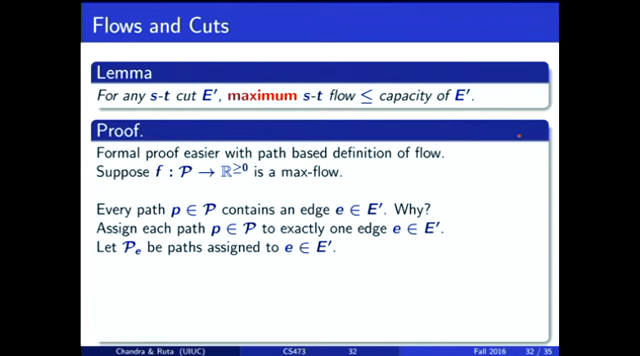 Flows and Cuts
Lemma
For any s-t cut E′, maximum s-t flow ≤ capacity of E′.
Proof.
Formal proof easier with path based definition of flow.
Suppose f : P → ℝ≥0 is a max-flow.
Every path p ∈ P contains an edge e ∈ E′. Why?
Assign each path p ∈ P to exactly one edge e ∈ E′.
Let Pe be paths assigned to e ∈ E′.
Chandra & Ruta (UIUC) CS473 32 Fall 2016 32 / 35